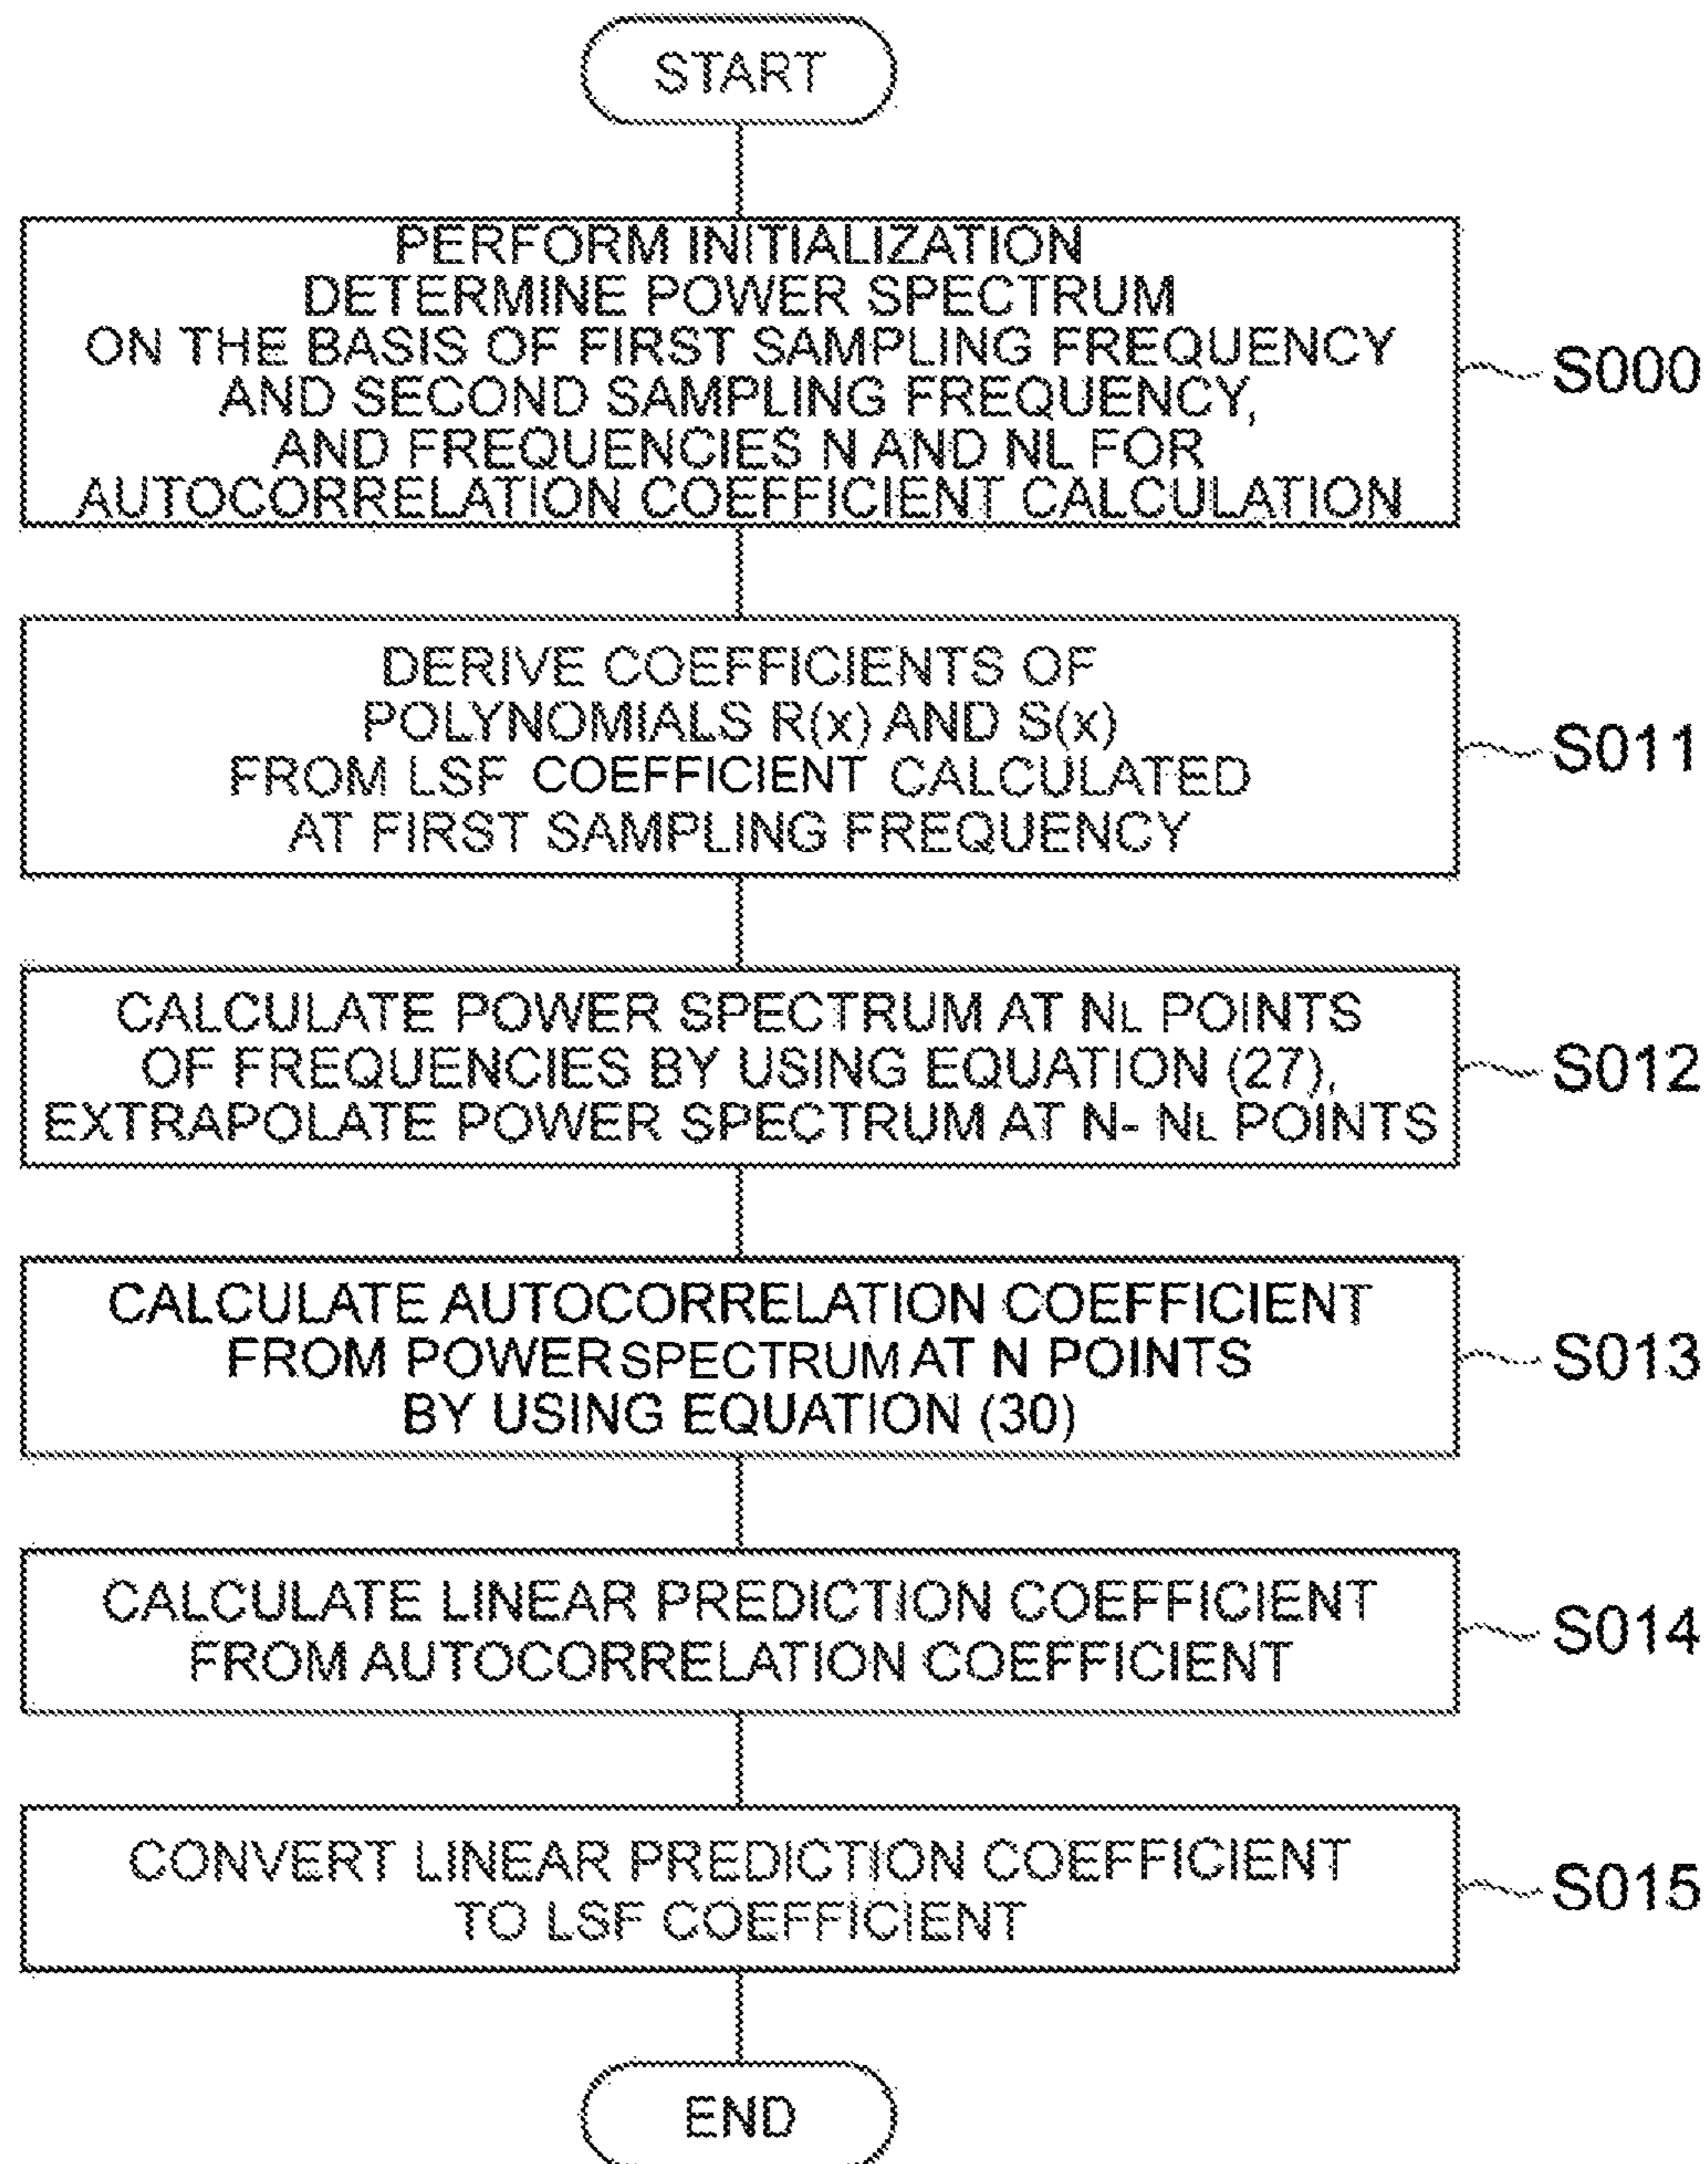 START
PERFORM INITIALIZATION
DETERMINE POWER SPECTRUM
ON THE BASIS OF FIRST SAMPLING FREQUENCY
AND SECOND SAMPLING FREQUENCY,
AND FREQUENCIES N AND NL FOR
AUTOCORRELATION COEFFICIENT CALCULATION
S000
DERIVE COEFFICIENTS OF
POLYNOMIALS R(x) AND S(x)
FROM LSF COEFFICIENT CALCULATED
AT FIRST SAMPLING FREQUENCY
S011
CALCULATE POWER SPECTRUM AT NL POINTS
OF FREQUENCIES BY USING EQUATION (27),
EXTRAPOLATE POWER SPECTRUM AT N- NL POINTS
S012
CALCULATE AUTOCORRELATION COEFFICIENT
FROM POWER SPECTRUM AT N POINTS
BY USING EQUATION (30)
S013
CALCULATE LINEAR PREDICTION COEFFICIENT
FROM AUTOCORRELATION COEFFICIENT
S014
CONVERT LINEAR PREDICTION COEFFICIENT
TO LSF COEFFICIENT
S015
END